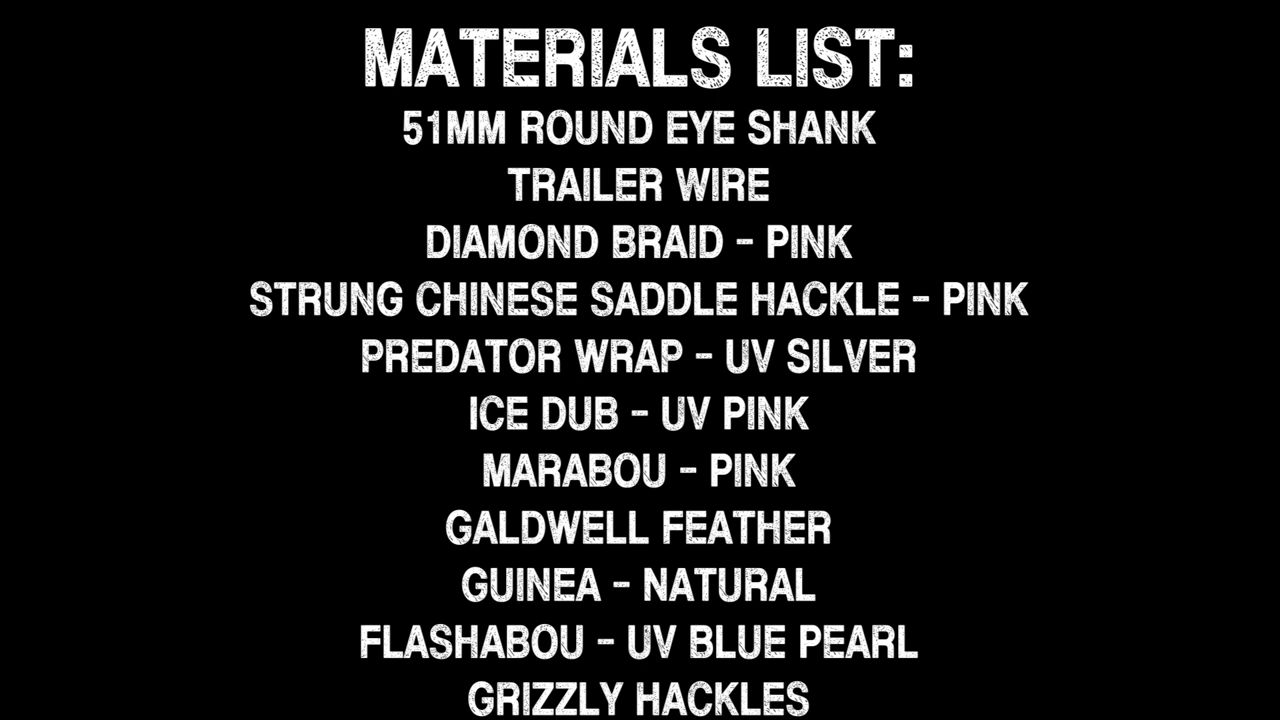 MATERIALS LIST:
51MM ROUND EYE SHANK
TRAILER WIRE
DIAMOND BRAID - PINK
STRUNG CHINESE SADDLE HACKLE - PINK
PREDATOR WRAP - UV SILVER
ICE DUB - UV PINK
MARABOU - PINK
GALDWELL FEATHER
GUINEA - NATURAL
FLASHABOU - UV BLUE PEARL
GRIZZLY HACKLES